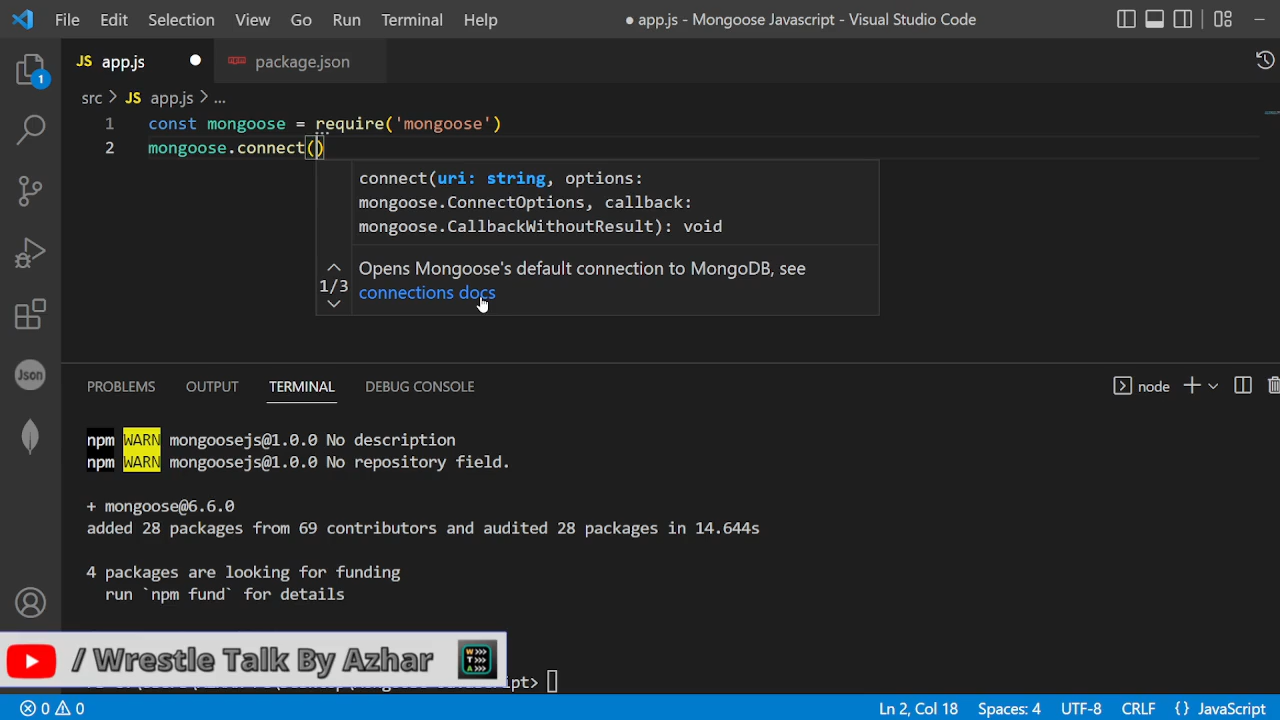 File Edit Selection View Go Run Terminal Help ● app.js - Mongoose Javascript - Visual Studio Code
JS app.js ● package.json
1
src > JS app.js > ...
1 const mongoose = require('mongoose')
2 mongoose.connect()
connect(uri: string, options:
mongoose.ConnectOptions, callback:
mongoose.CallbackWithoutResult): void
1/3
Opens Mongoose's default connection to MongoDB, see
connections docs
Json
PROBLEMS OUTPUT TERMINAL DEBUG CONSOLE node
npm WARN mongoosejs@1.0.0 No description
npm WARN mongoosejs@1.0.0 No repository field.
+ mongoose@6.6.0
added 28 packages from 69 contributors and audited 28 packages in 14.644s
4 packages are looking for funding
run `npm fund` for details
/ Wrestle Talk By Azhar
0 0 Ln 2, Col 18 Spaces: 4 UTF-8 CRLF {} JavaScript